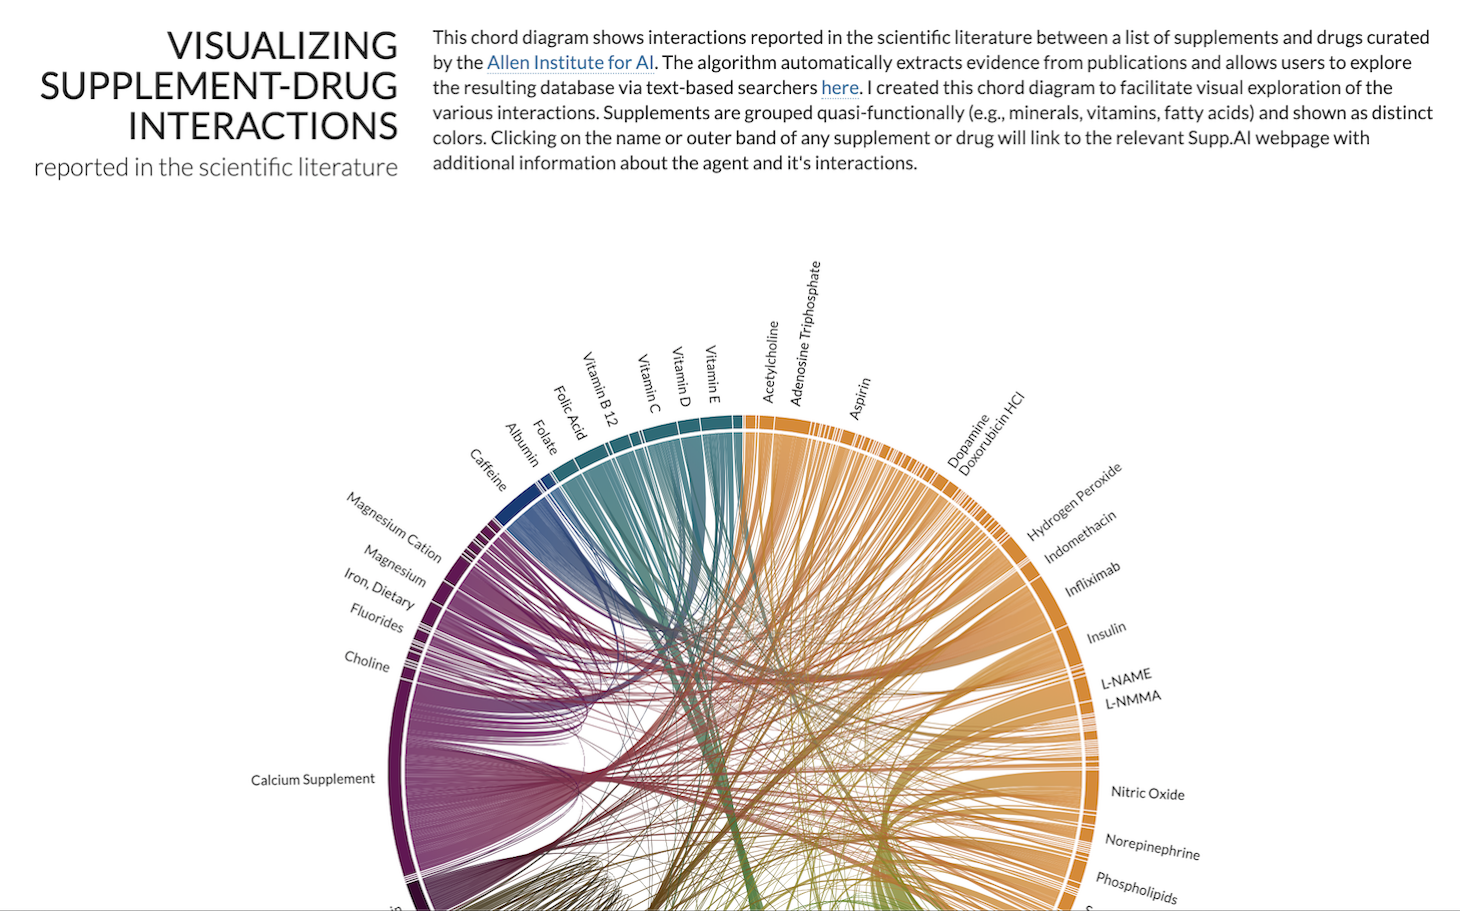 VISUALIZING
SUPPLEMENT-DRUG
INTERACTIONS
reported in the scientific literature
This chord diagram shows interactions reported in the scientific literature between a list of supplements and drugs curated
by the Allen Institute for AI. The algorithm automatically extracts evidence from publications and allows users to explore
the resulting database via text-based searchers here. I created this chord diagram to facilitate visual exploration of the
various interactions. Supplements are grouped quasi-functionally (e.g., minerals, vitamins, fatty acids) and shown as distinct
colors. Clicking on the name or outer band of any supplement or drug will link to the relevant Supp.AI webpage with
additional information about the agent and it's interactions.
Calcium Supplement
Choline
Fluorides
Iron, Dietary
Magnesium
Magnesium Cation
Caffeine
Albumin
Folate
Folic Acid
Vitamin B 12
Vitamin C
Vitamin D
Vitamin E
Acetylcholine
Adenosine Triphosphate
Aspirin
Dopamine
Doxorubicin HCl
Hydrogen Peroxide
Indomethacin
Infliximab
Insulin
L-NAME
L-NMMA
Nitric Oxide
Norepinephrine
Phospholipids